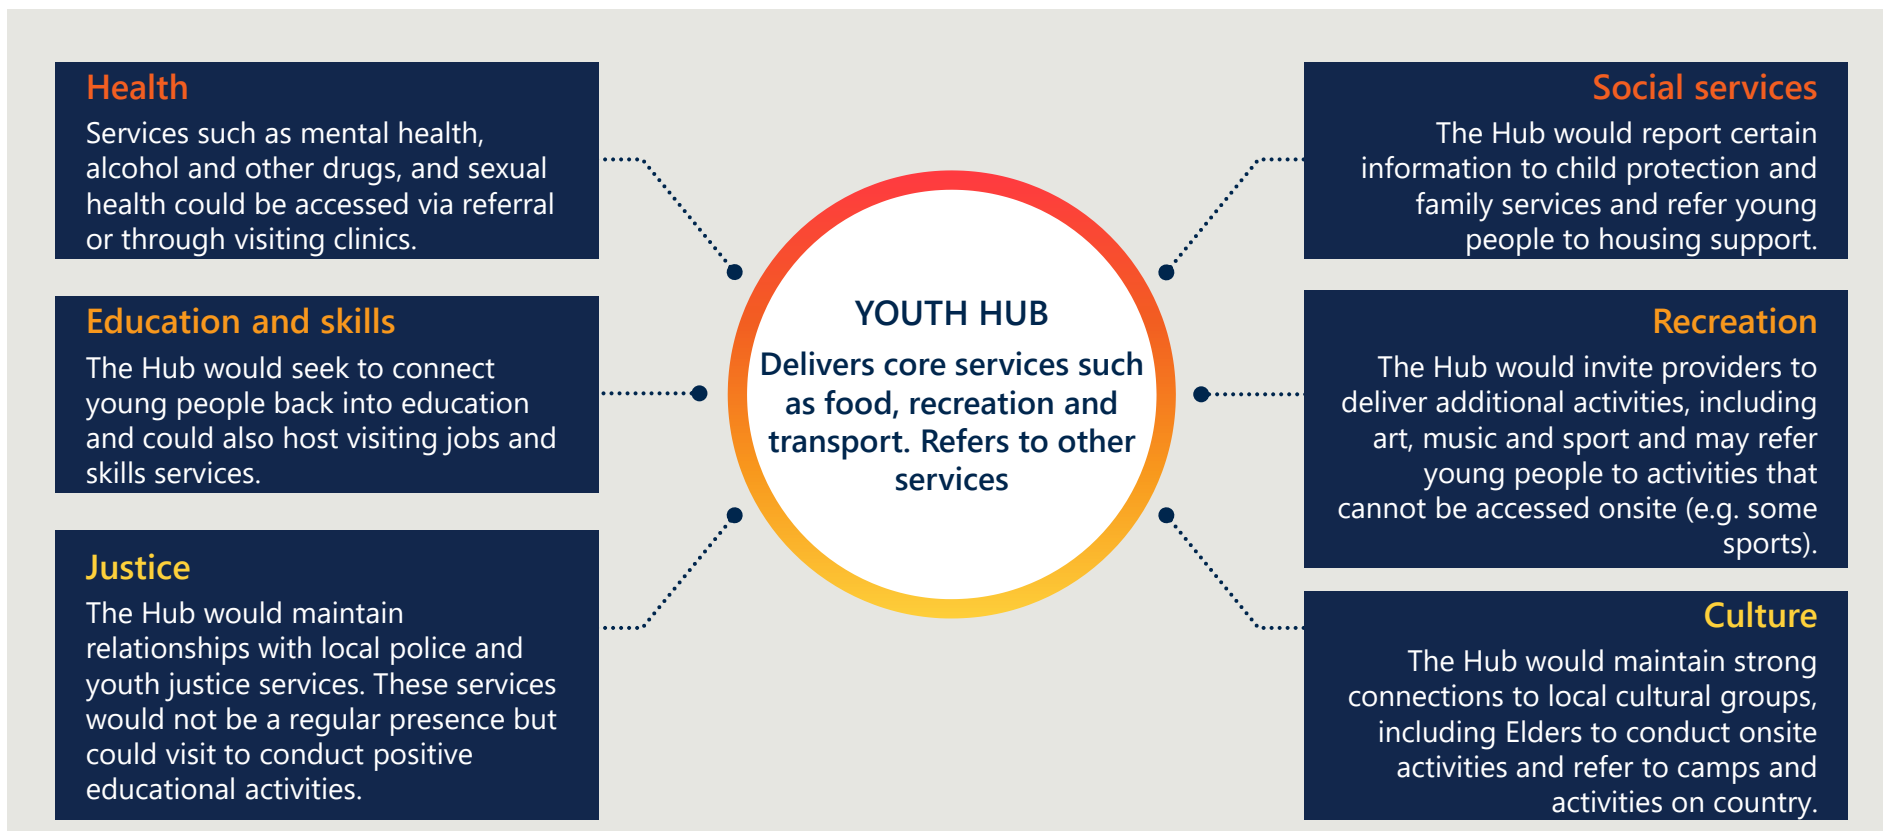 Health
Services such as mental health,
alcohol and other drugs, and sexual
health could be accessed via referral
or through visiting clinics.
Education and skills
The Hub would seek to connect
young people back into education
and could also host visiting jobs and
skills services.
Justice
The Hub would maintain
relationships with local police and
youth justice services. These services
would not be a regular presence but
could visit to conduct positive
educational activities.
YOUTH HUB
Delivers core services such
as food, recreation and
transport. Refers to other
services
Social services
The Hub would report certain
information to child protection and
family services and refer young
people to housing support.
Recreation
The Hub would invite providers to
deliver additional activities, including
art, music and sport and may refer
young people to activities that
cannot be accessed onsite (e.g. some
sports).
Culture
The Hub would maintain strong
connections to local cultural groups,
including Elders to conduct onsite
activities and refer to camps and
activities on country.